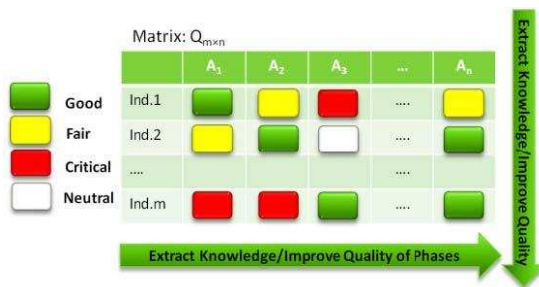 Matrix: Qm×n
A1 A2 A3 ... An
Good
Fair
Critical
Neutral
Ind.1 ....
Ind.2 ....
.... ....
Ind.m ....
Extract Knowledge/Improve Quality of Phases
Extract Knowledge/Improve Quality